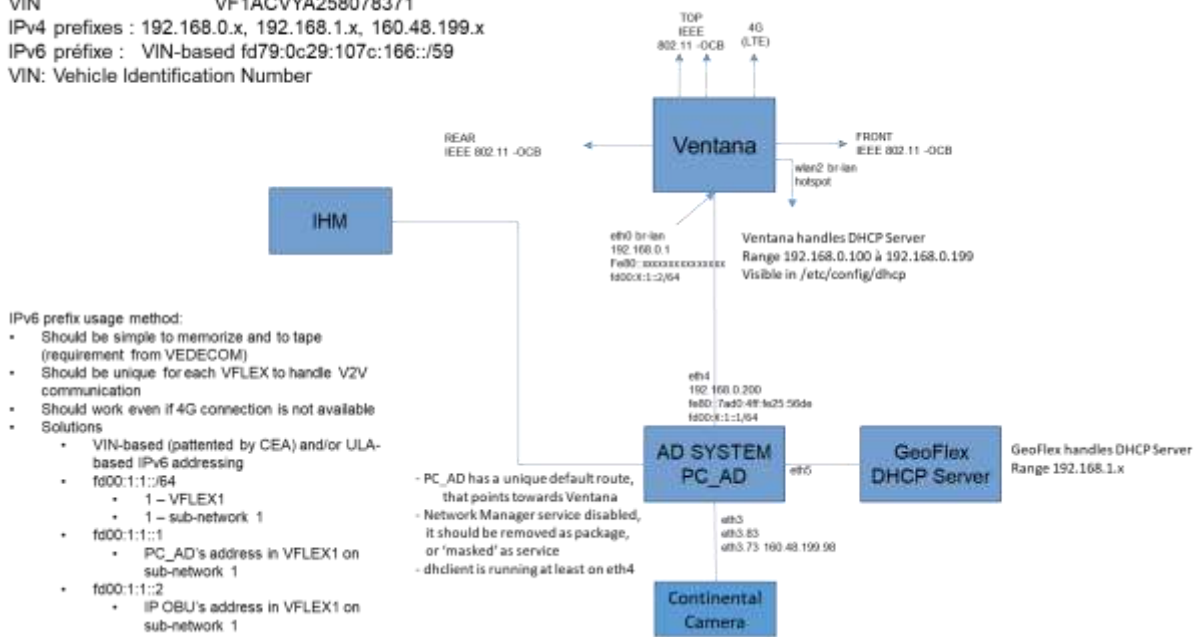 VIN VF1ACVYA258078371
IPv4 prefixes : 192.168.0.x, 192.168.1.x, 160.48.199.x
IPv6 préfixe : VIN-based fd79:0c29:107c:166::/59
VIN: Vehicle Identification Number
TOP
IEEE
802.11 -OCB
4G
(LTE)
Ventana
REAR
IEEE 802.11 -OCB
FRONT
IEEE 802.11 -OCB
wlan2 br-lan
hotspot
IHM
eth0 br-lan
192.168.0.1
Fe80::xxxxxxxxxxxxxxx
fd00:X:1::2/64
Ventana handles DHCP Server
Range 192.168.0.100 à 192.168.0.199
Visible in /etc/config/dhcp
IPv6 prefix usage method:
• Should be simple to memorize and to tape
(requirement from VEDECOM)
• Should be unique for each VFLEX to handle V2V
communication
• Should work even if 4G connection is not available
• Solutions
• VIN-based (pattented by CEA) and/or ULA-
based IPv6 addressing
• fd00:1:1::/64
• 1 – VFLEX1
• 1 – sub-network 1
• fd00:1:1::1
• PC_AD's address in VFLEX1 on
sub-network 1
• fd00:1:1::2
• IP OBU's address in VFLEX1 on
sub-network 1
eth4
192.168.0.200
fe80::7ad0:4ff:fe25:56de
fd00:X:1::1/64
AD SYSTEM
PC_AD
eth5
GeoFlex
DHCP Server
GeoFlex handles DHCP Server
Range 192.168.1.x
- PC_AD has a unique default route,
that points towards Ventana
- Network Manager service disabled,
it should be removed as package,
or 'masked' as service
- dhclient is running at least on eth4
eth3
eth3.83
eth3.73 160.48.199.98
Continental
Camera